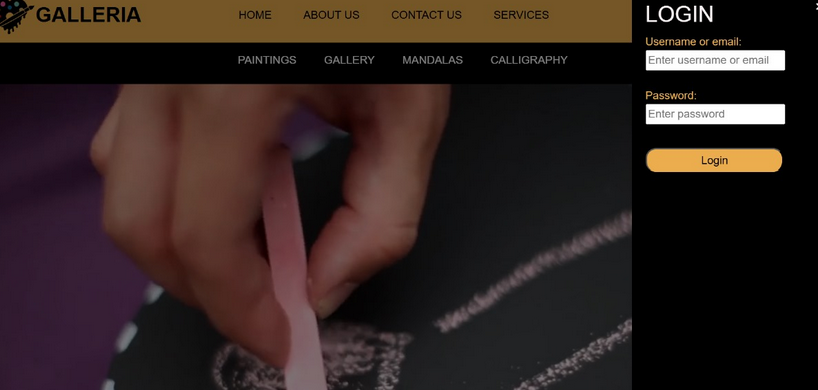 GALLERIA
HOME ABOUT US CONTACT US SERVICES
PAINTINGS GALLERY MANDALAS CALLIGRAPHY
LOGIN
Username or email:
Enter username or email
Password:
Enter password
Login